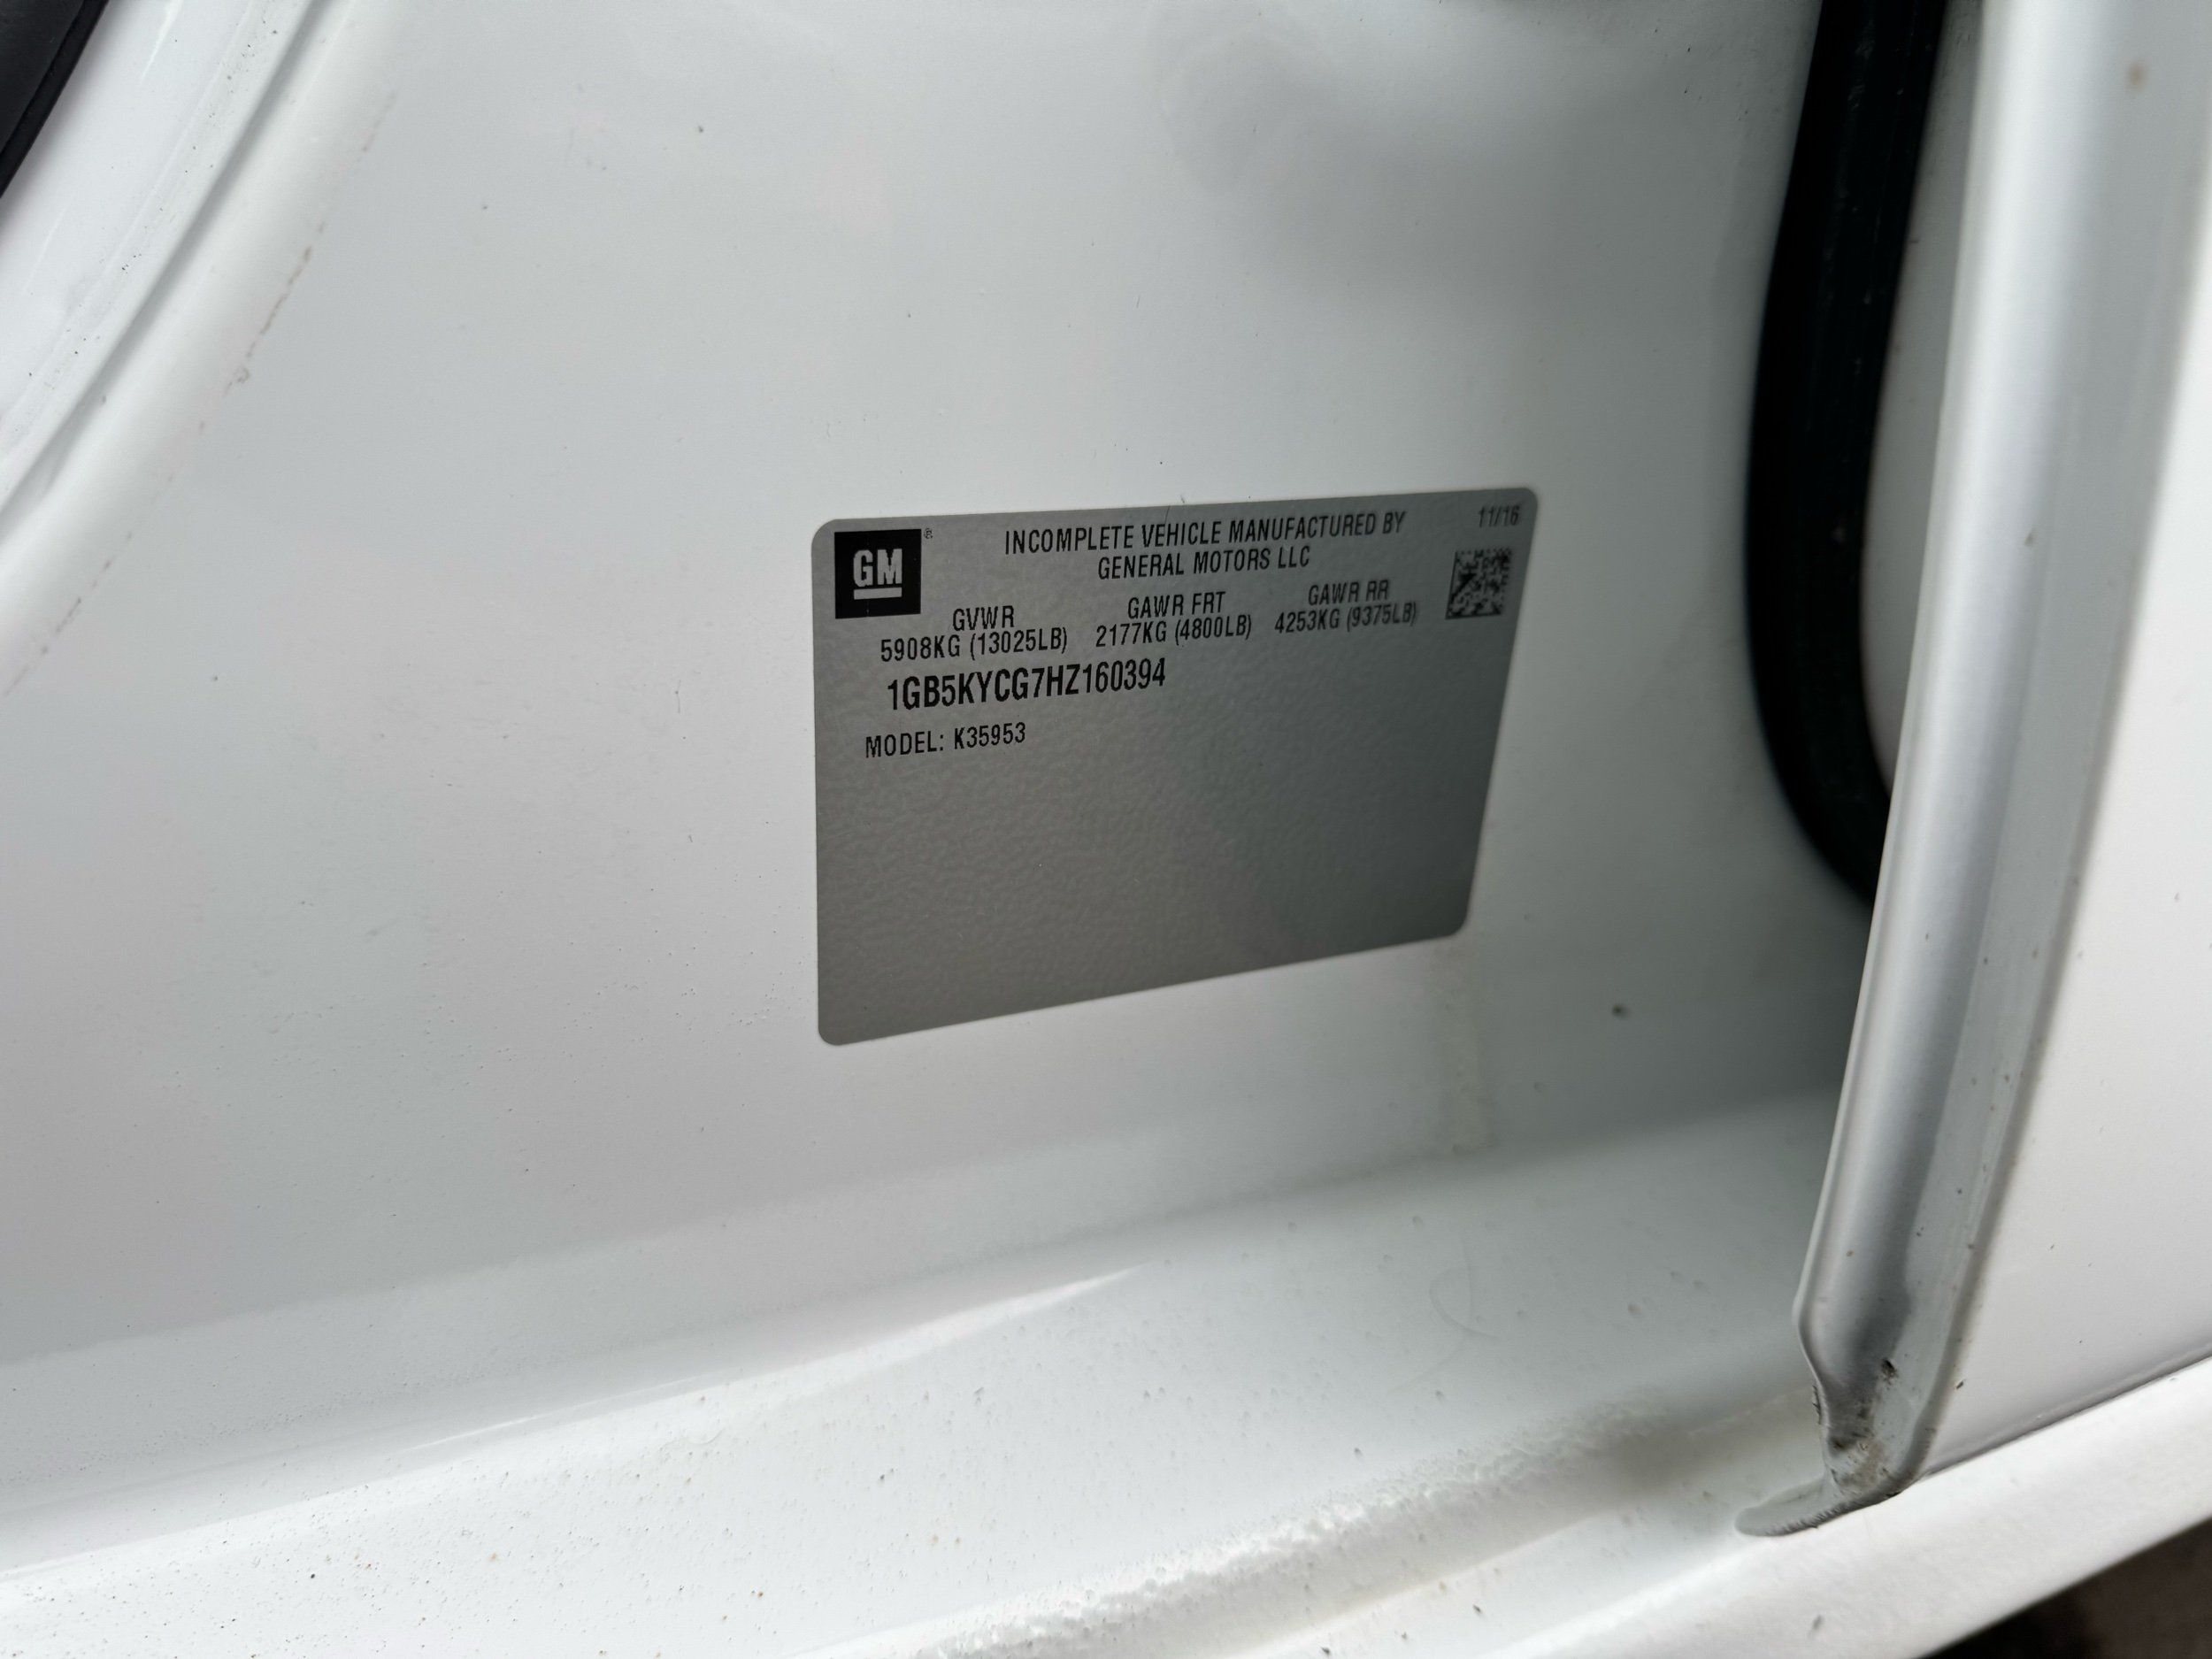 GM®
INCOMPLETE VEHICLE MANUFACTURED BY
GENERAL MOTORS LLC
11/16
GVWR GAWR FRT GAWR RR
5908KG (13025LB) 2177KG (4800LB) 4253KG (9375LB)
1GB5KYCG7HZ160394
MODEL: K35953